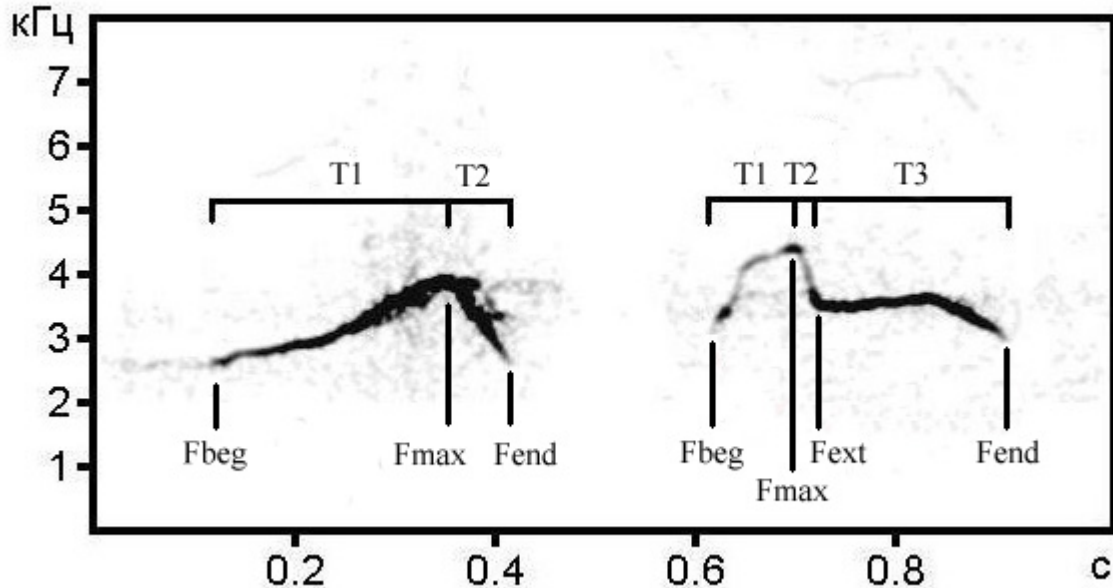 кГц
7
6
T1 T2 T1 T2 T3
5
4
3
2
Fbeg Fmax Fend Fbeg Fext Fend
1
Fmax
0.2 0.4 0.6 0.8 с